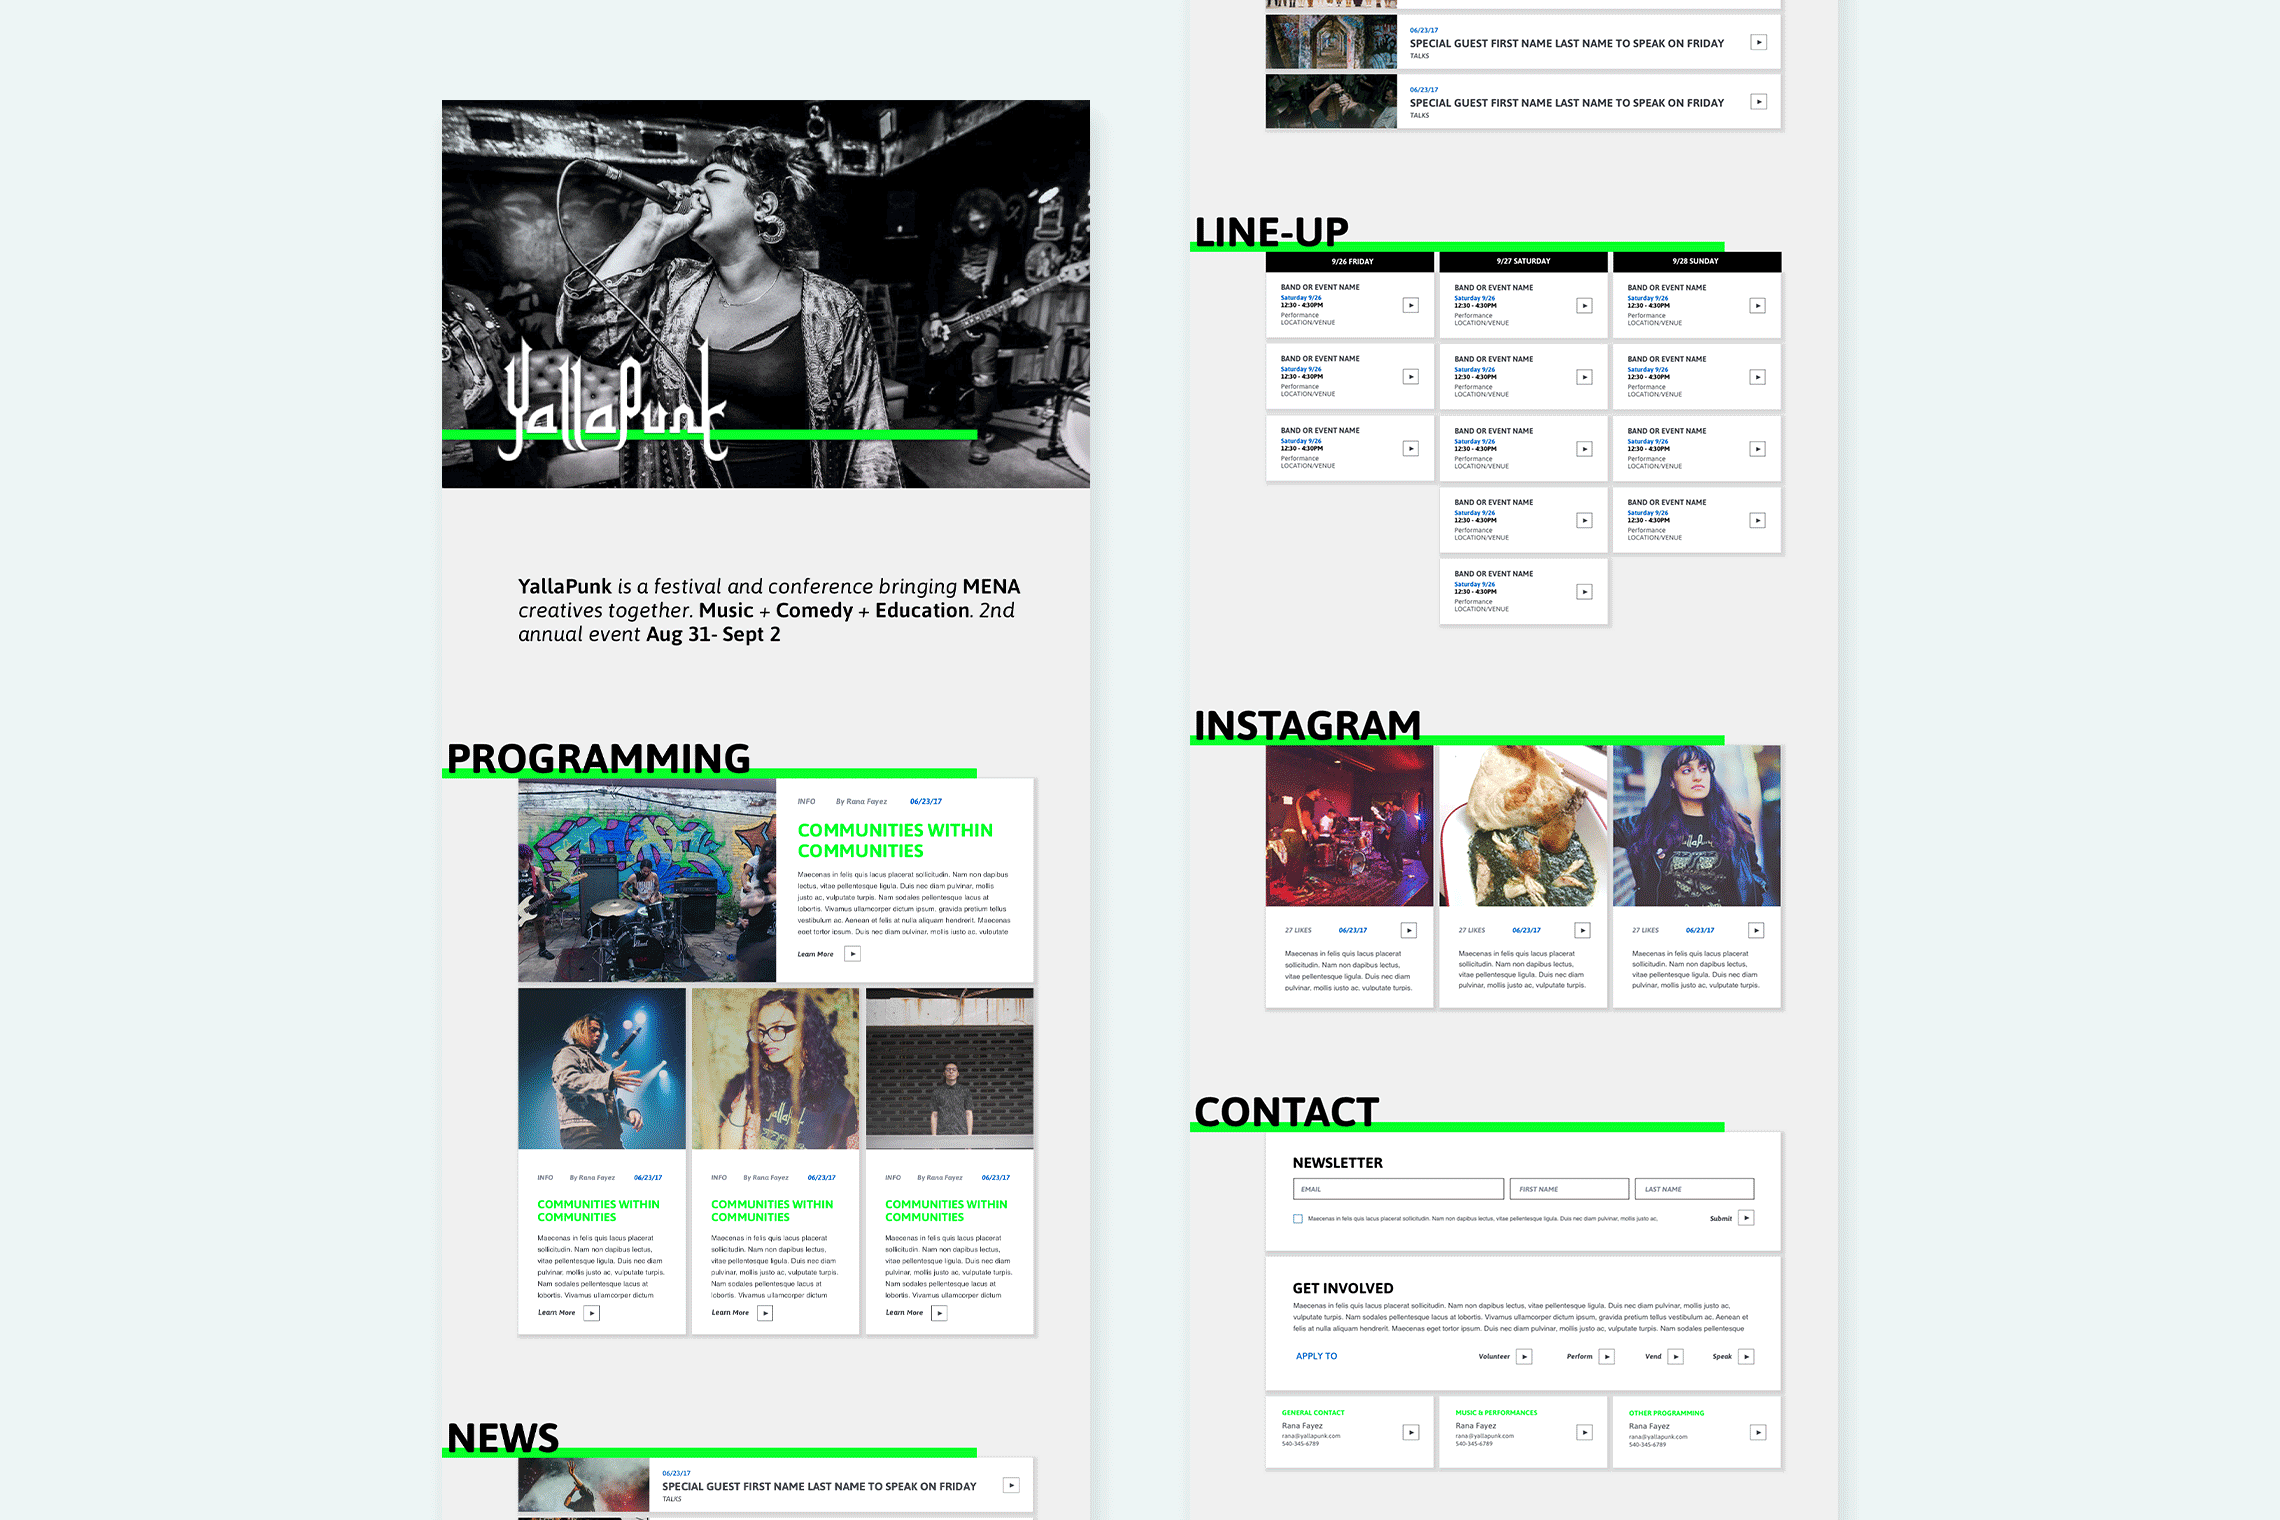 YallaPunk
YallaPunk is a festival and conference bringing MENA
creatives together. Music + Comedy + Education. 2nd
annual event Aug 31- Sept 2
PROGRAMMING
INFO By Rana Fayez 06/23/17
COMMUNITIES WITHIN
COMMUNITIES
Maecenas in felis quis lacus placerat sollicitudin. Nam non dapibus
lectus, vitae pellentesque ligula. Duis nec diam pulvinar, mollis
justo ac, vulputate turpis. Nam sodales pellentesque lacus at
lobortis. Vivamus ullamcorper dictum ipsum, gravida pretium tellus
vestibulum ac. Aenean et felis at nulla aliquam hendrerit. Maecenas
eget tortor ipsum. Duis nec diam pulvinar, mollis justo ac, vulputate
Learn More
INFO By Rana Fayez 06/23/17
COMMUNITIES WITHIN
COMMUNITIES
Maecenas in felis quis lacus placerat
sollicitudin. Nam non dapibus lectus,
vitae pellentesque ligula. Duis nec diam
pulvinar, mollis justo ac, vulputate turpis.
Nam sodales pellentesque lacus at
lobortis. Vivamus ullamcorper dictum
Learn More
INFO By Rana Fayez 06/23/17
COMMUNITIES WITHIN
COMMUNITIES
Maecenas in felis quis lacus placerat
sollicitudin. Nam non dapibus lectus,
vitae pellentesque ligula. Duis nec diam
pulvinar, mollis justo ac, vulputate turpis.
Nam sodales pellentesque lacus at
lobortis. Vivamus ullamcorper dictum
Learn More
INFO By Rana Fayez 06/23/17
COMMUNITIES WITHIN
COMMUNITIES
Maecenas in felis quis lacus placerat
sollicitudin. Nam non dapibus lectus,
vitae pellentesque ligula. Duis nec diam
pulvinar, mollis justo ac, vulputate turpis.
Nam sodales pellentesque lacus at
lobortis. Vivamus ullamcorper dictum
Learn More
NEWS
06/23/17
SPECIAL GUEST FIRST NAME LAST NAME TO SPEAK ON FRIDAY
TALKS
06/23/17
SPECIAL GUEST FIRST NAME LAST NAME TO SPEAK ON FRIDAY
TALKS
06/23/17
SPECIAL GUEST FIRST NAME LAST NAME TO SPEAK ON FRIDAY
TALKS
LINE-UP
9/26 FRIDAY
BAND OR EVENT NAME
Saturday 9/26
12:30 - 4:30PM
Performance
LOCATION/VENUE
BAND OR EVENT NAME
Saturday 9/26
12:30 - 4:30PM
Performance
LOCATION/VENUE
BAND OR EVENT NAME
Saturday 9/26
12:30 - 4:30PM
Performance
LOCATION/VENUE
9/27 SATURDAY
BAND OR EVENT NAME
Saturday 9/26
12:30 - 4:30PM
Performance
LOCATION/VENUE
BAND OR EVENT NAME
Saturday 9/26
12:30 - 4:30PM
Performance
LOCATION/VENUE
BAND OR EVENT NAME
Saturday 9/26
12:30 - 4:30PM
Performance
LOCATION/VENUE
BAND OR EVENT NAME
Saturday 9/26
12:30 - 4:30PM
Performance
LOCATION/VENUE
BAND OR EVENT NAME
Saturday 9/26
12:30 - 4:30PM
Performance
LOCATION/VENUE
9/28 SUNDAY
BAND OR EVENT NAME
Saturday 9/26
12:30 - 4:30PM
Performance
LOCATION/VENUE
BAND OR EVENT NAME
Saturday 9/26
12:30 - 4:30PM
Performance
LOCATION/VENUE
BAND OR EVENT NAME
Saturday 9/26
12:30 - 4:30PM
Performance
LOCATION/VENUE
BAND OR EVENT NAME
Saturday 9/26
12:30 - 4:30PM
Performance
LOCATION/VENUE
INSTAGRAM
27 LIKES 06/23/17
Maecenas in felis quis lacus placerat
sollicitudin. Nam non dapibus lectus,
vitae pellentesque ligula. Duis nec diam
pulvinar, mollis justo ac, vulputate turpis.
27 LIKES 06/23/17
Maecenas in felis quis lacus placerat
sollicitudin. Nam non dapibus lectus,
vitae pellentesque ligula. Duis nec diam
pulvinar, mollis justo ac, vulputate turpis.
27 LIKES 06/23/17
Maecenas in felis quis lacus placerat
sollicitudin. Nam non dapibus lectus,
vitae pellentesque ligula. Duis nec diam
pulvinar, mollis justo ac, vulputate turpis.
CONTACT
NEWSLETTER
EMAIL FIRST NAME LAST NAME
Maecenas in felis quis lacus placerat sollicitudin. Nam non dapibus lectus, vitae pellentesque ligula. Duis nec diam pulvinar, mollis justo ac,
Submit
GET INVOLVED
Maecenas in felis quis lacus placerat sollicitudin. Nam non dapibus lectus, vitae pellentesque ligula. Duis nec diam pulvinar, mollis justo ac,
vulputate turpis. Nam sodales pellentesque lacus at lobortis. Vivamus ullamcorper dictum ipsum, gravida pretium tellus vestibulum ac. Aenean et
felis at nulla aliquam hendrerit. Maecenas eget tortor ipsum. Duis nec diam pulvinar, mollis justo ac, vulputate turpis. Nam sodales pellentesque
APPLY TO Volunteer Perform Vend Speak
GENERAL CONTACT
Rana Fayez
rana@yallapunk.com
540-345-6789
MUSIC & PERFORMANCES
Rana Fayez
rana@yallapunk.com
540-345-6789
OTHER PROGRAMMING
Rana Fayez
rana@yallapunk.com
540-345-6789